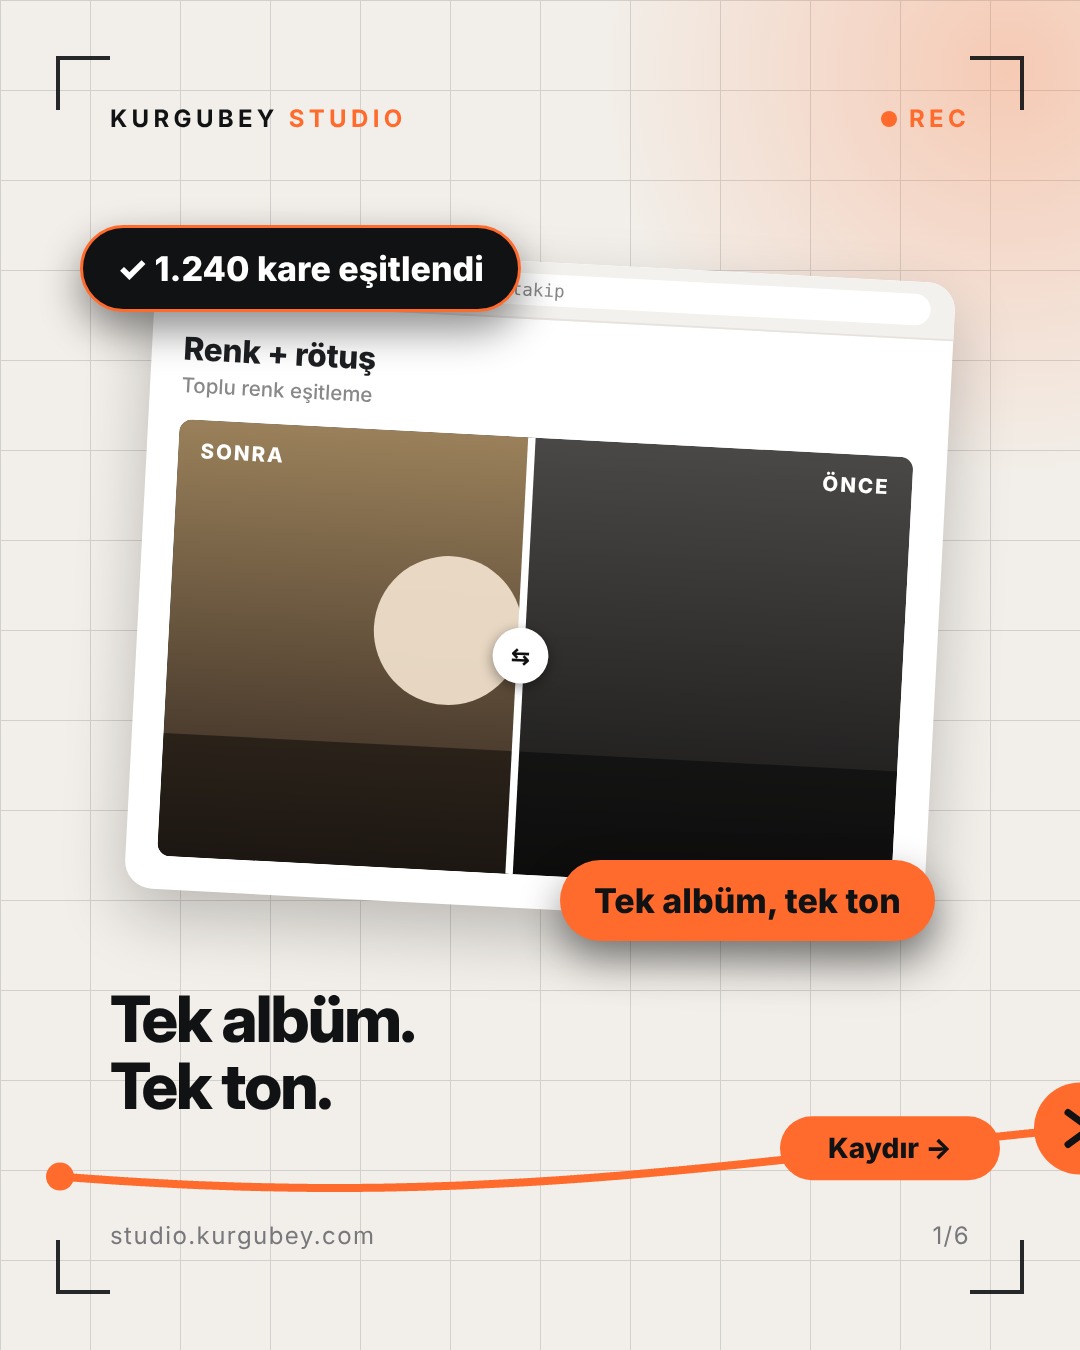 KURGUBEY STUDIO
REC
✓ 1.240 kare eşitlendi
takip
Renk + rötuş
Toplu renk eşitleme
SONRA
ÖNCE
Tek albüm, tek ton
Tek albüm.
Tek ton.
Kaydır →
studio.kurgubey.com
1/6